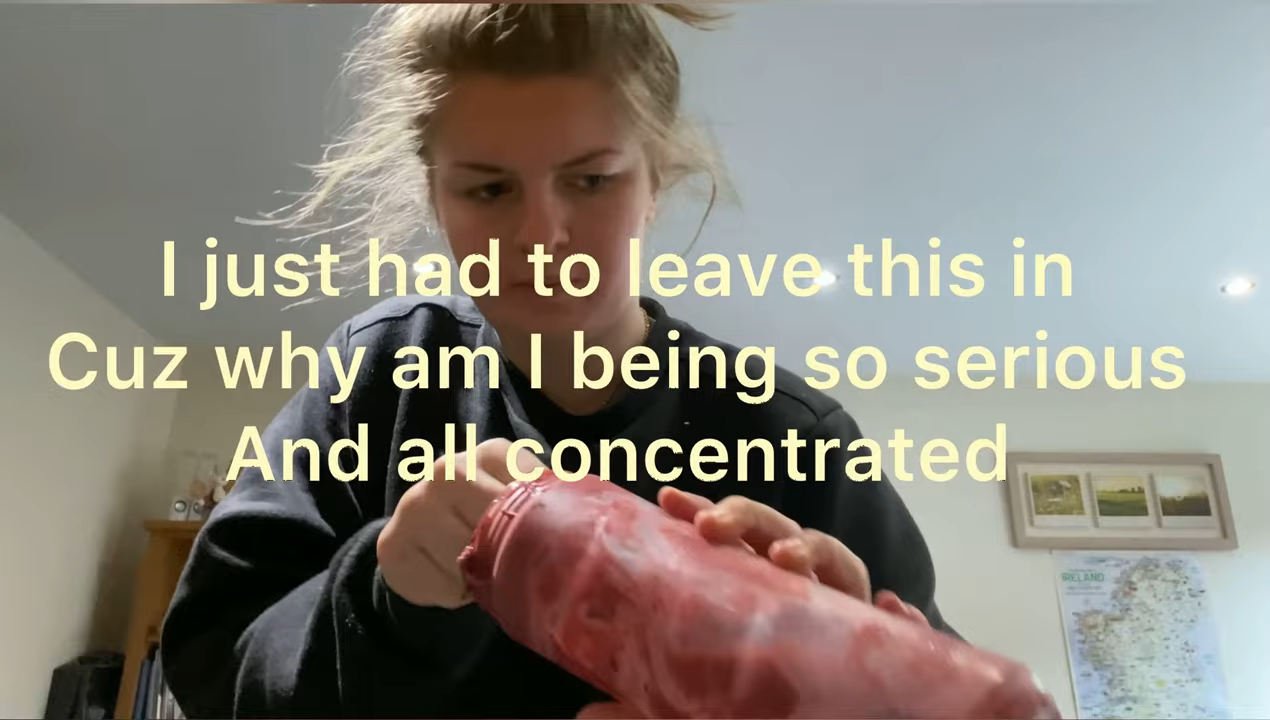 I just had to leave this in
Cuz why am I being so serious
And all concentrated
IRELAND